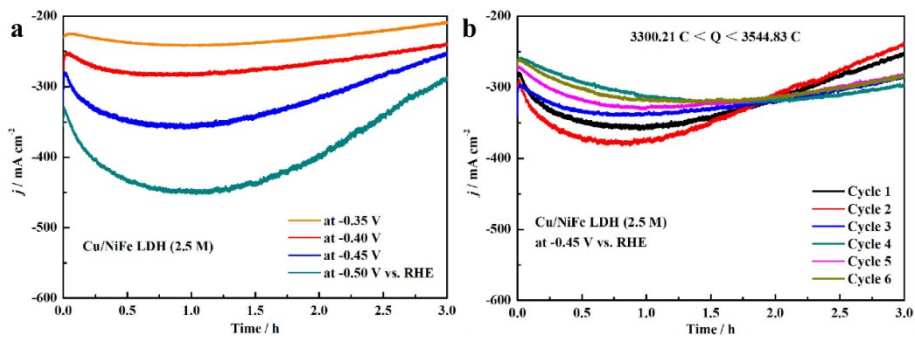 a
-200
-300
-400
-500
-600
j / mA cm-2
0.0 0.5 1.0 1.5 2.0 2.5 3.0
Time / h
Cu/NiFe LDH (2.5 M)
at -0.35 V
at -0.40 V
at -0.45 V
at -0.50 V vs. RHE
b
-200
-300
-400
-500
-600
j / mA cm-2
0.0 0.5 1.0 1.5 2.0 2.5 3.0
Time / h
3300.21 C < Q < 3544.83 C
Cu/NiFe LDH (2.5 M)
at -0.45 V vs. RHE
Cycle 1
Cycle 2
Cycle 3
Cycle 4
Cycle 5
Cycle 6